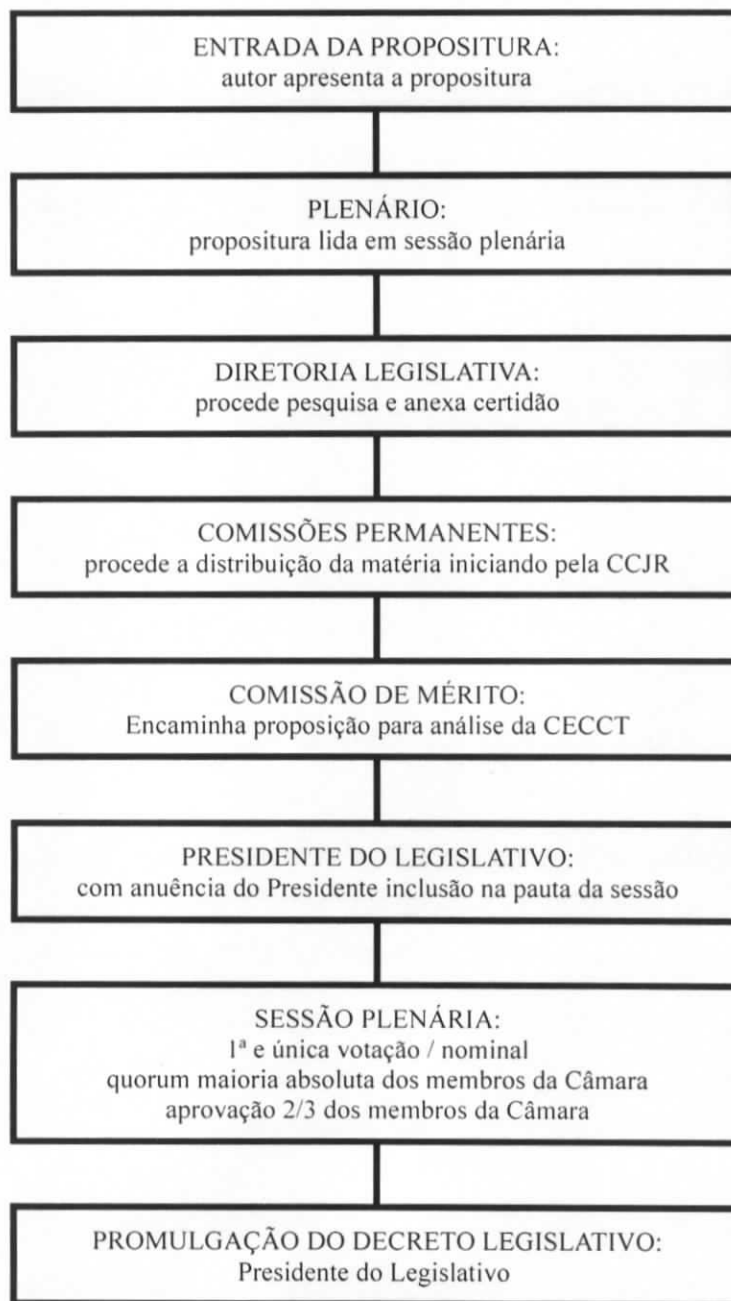 ENTRADA DA PROPOSITURA:
autor apresenta a propositura
PLENÁRIO:
propositura lida em sessão plenária
DIRETORIA LEGISLATIVA:
procede pesquisa e anexa certidão
COMISSÕES PERMANENTES:
procede a distribuição da matéria iniciando pela CCJR
COMISSÃO DE MÉRITO:
Encaminha proposição para análise da CECCT
PRESIDENTE DO LEGISLATIVO:
com anuência do Presidente inclusão na pauta da sessão
SESSÃO PLENÁRIA:
1ª e única votação / nominal
quorum maioria absoluta dos membros da Câmara
aprovação 2/3 dos membros da Câmara
PROMULGAÇÃO DO DECRETO LEGISLATIVO:
Presidente do Legislativo